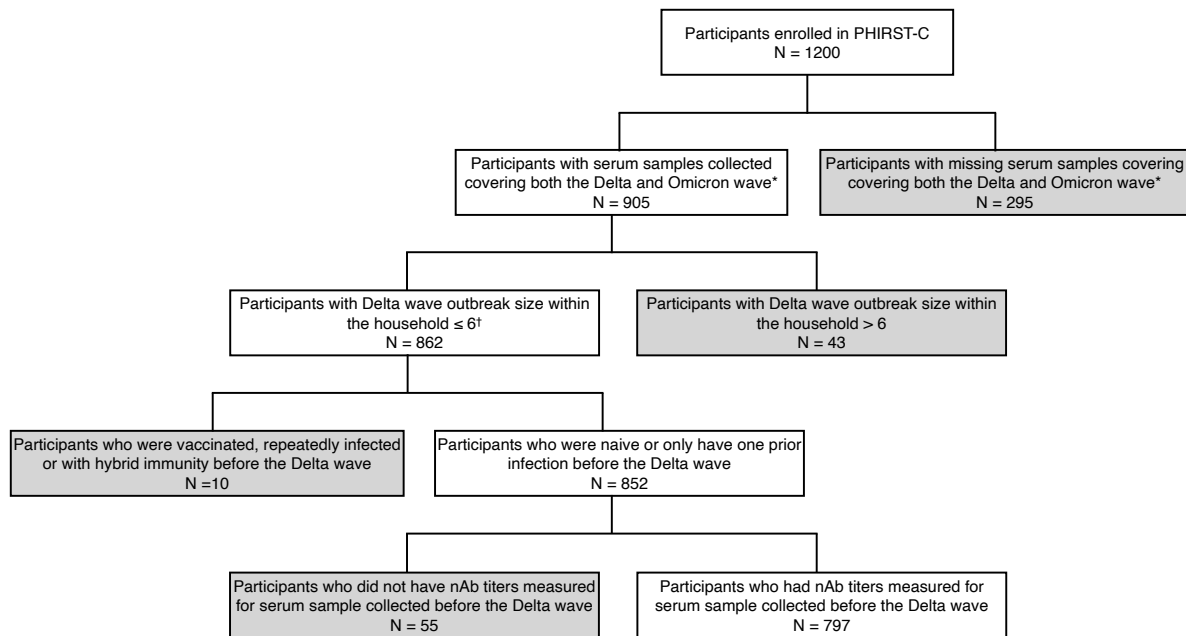 Participants enrolled in PHIRST-C
N = 1200
Participants with serum samples collected
covering both the Delta and Omicron wave*
N = 905
Participants with missing serum samples covering
covering both the Delta and Omicron wave*
N = 295
Participants with Delta wave outbreak size within
the household ≤ 6†
N = 862
Participants with Delta wave outbreak size within
the household > 6
N = 43
Participants who were vaccinated, repeatedly infected
or with hybrid immunity before the Delta wave
N =10
Participants who were naive or only have one prior
infection before the Delta wave
N = 852
Participants who did not have nAb titers measured
for serum sample collected before the Delta wave
N = 55
Participants who had nAb titers measured for
serum sample collected before the Delta wave
N = 797